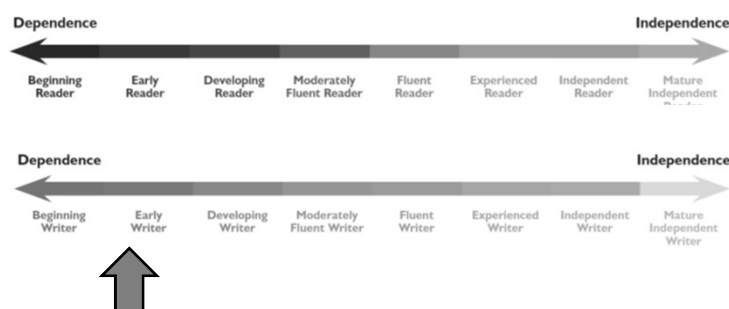 Dependence Independence
Beginning Early Developing Moderately Fluent Experienced Independent Mature
Reader Reader Reader Fluent Reader Reader Reader Reader Independent
Dependence Independence
Beginning Early Developing Moderately Fluent Experienced Independent Mature
Writer Writer Writer Fluent Writer Writer Writer Writer Independent
Writer